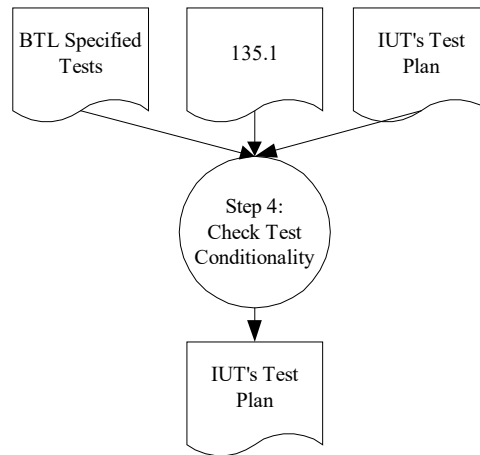 BTL Specified
Tests
135.1
IUT's Test
Plan
Step 4:
Check Test
Conditionality
IUT's Test
Plan